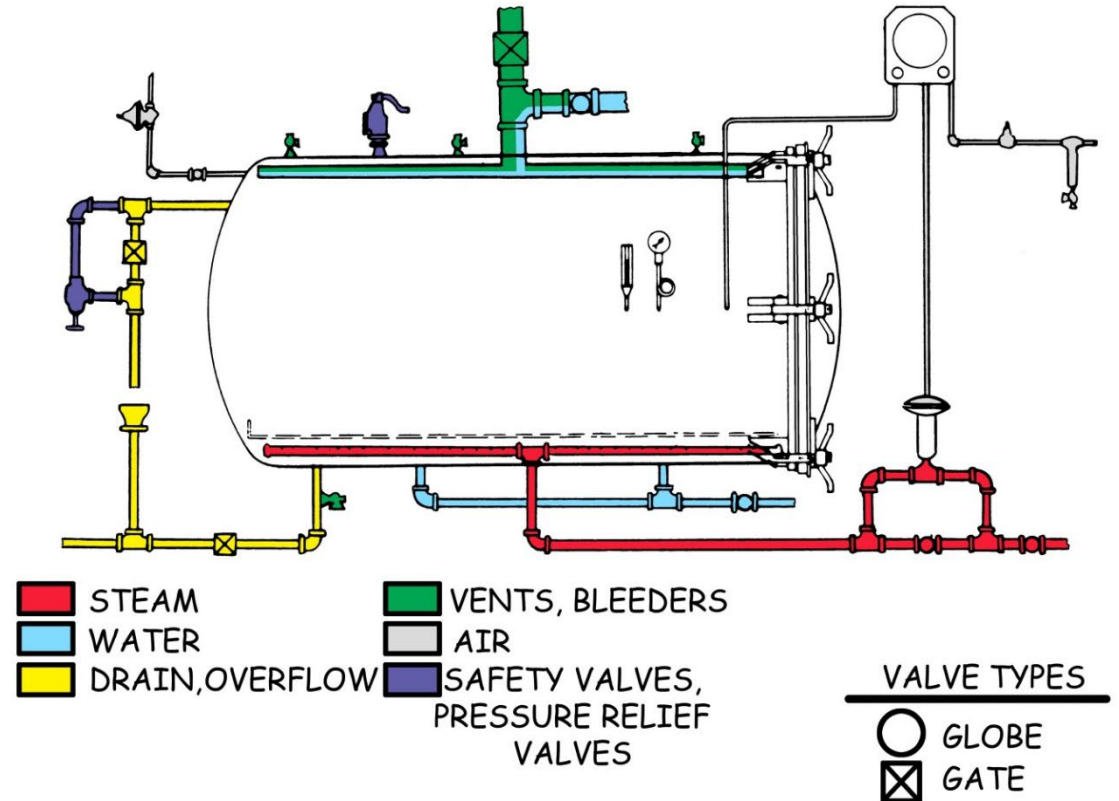 STEAM
WATER
DRAIN,OVERFLOW
VENTS, BLEEDERS
AIR
SAFETY VALVES,
PRESSURE RELIEF
VALVES
VALVE TYPES
GLOBE
GATE